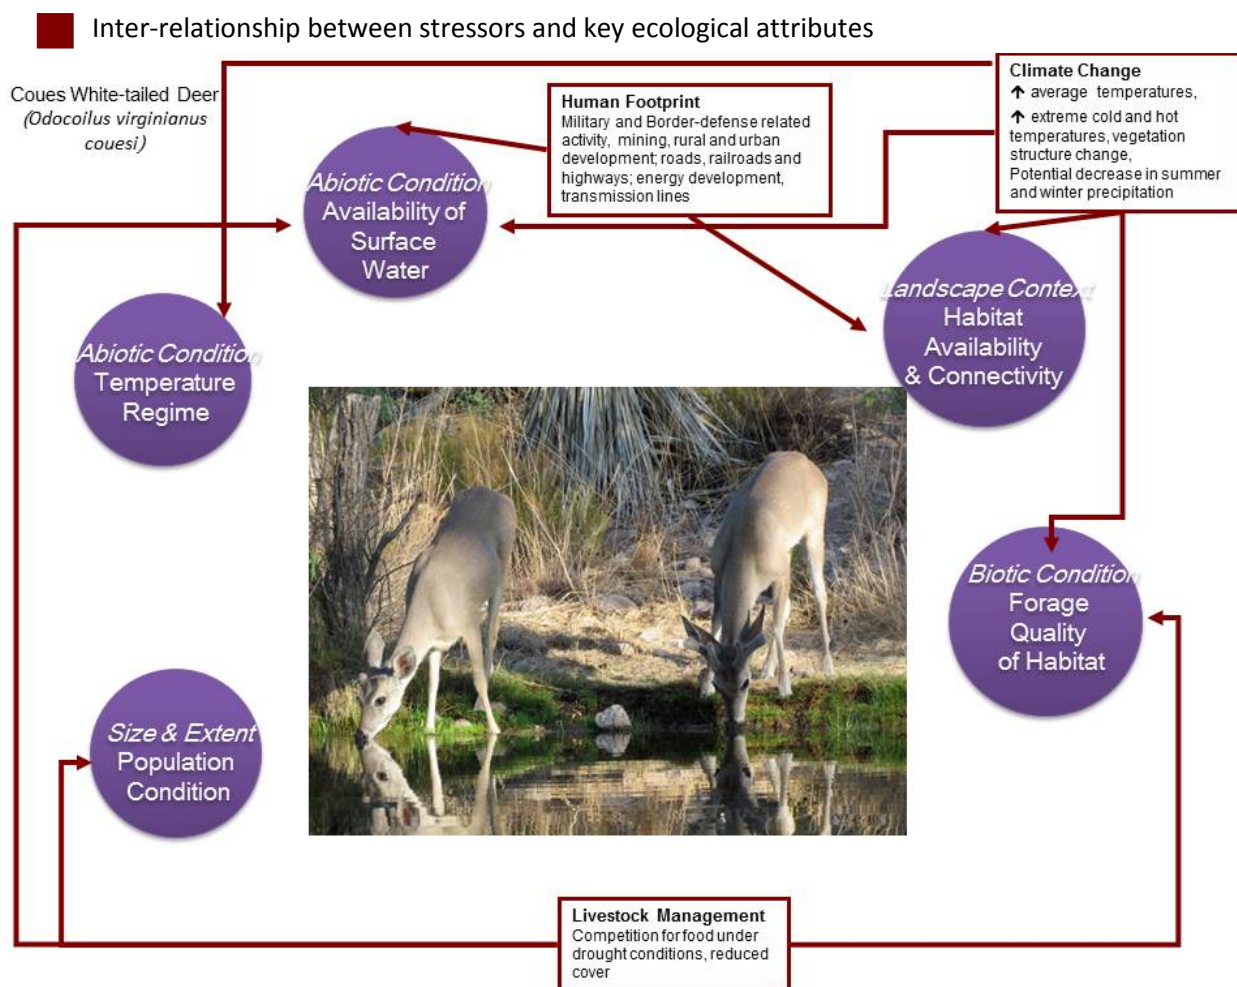 Inter-relationship between stressors and key ecological attributes
Coues White-tailed Deer
(Odocoilus virginianus
couesi)
Human Footprint
Military and Border-defense related
activity, mining, rural and urban
development; roads, railroads and
highways; energy development,
transmission lines
Climate Change
↑ average temperatures,
↑ extreme cold and hot
temperatures, vegetation
structure change,
Potential decrease in summer
and winter precipitation
Abiotic Condition
Availability of
Surface
Water
Landscape Context
Habitat
Availability
& Connectivity
Abiotic Condition
Temperature
Regime
Biotic Condition
Forage
Quality
of Habitat
Size & Extent
Population
Condition
Livestock Management
Competition for food under
drought conditions, reduced
cover